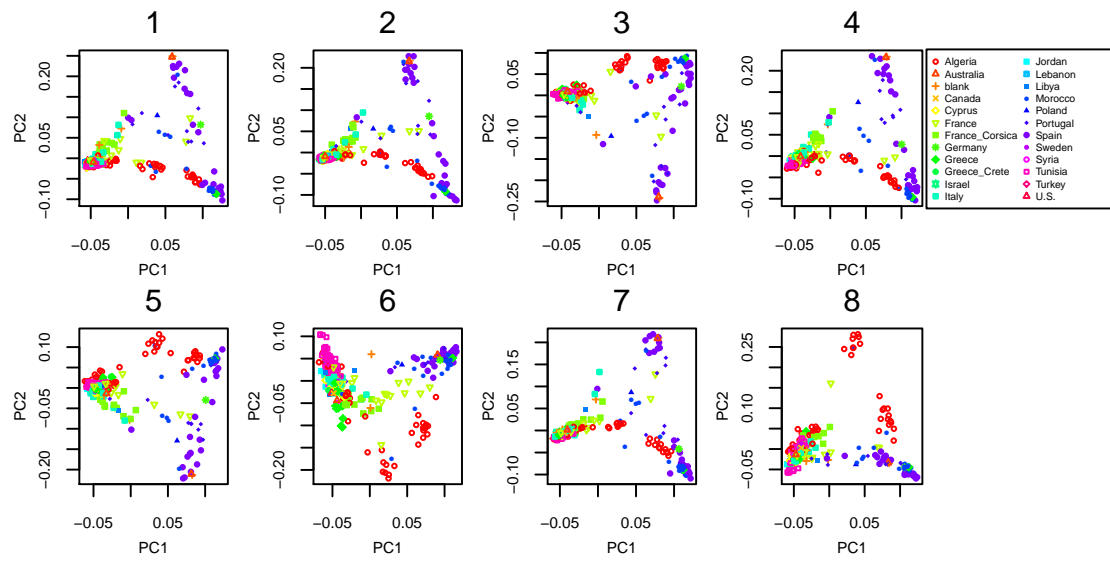 1 2 3 4
PC2 0.20 0.05 −0.10
−0.05 0.05
PC1
PC2 0.20 0.05 −0.10
−0.05 0.05
PC1
PC2 0.05 −0.10 −0.25
−0.05 0.05
PC1
PC2 0.20 0.05 −0.10
−0.05 0.05
PC1
Algeria
Australia
blank
Canada
Cyprus
France
France_Corsica
Germany
Greece
Greece_Crete
Israel
Italy
Jordan
Lebanon
Libya
Morocco
Poland
Portugal
Spain
Sweden
Syria
Tunisia
Turkey
U.S.
5 6 7 8
PC2 0.10 −0.05 −0.20
−0.05 0.05
PC1
PC2 0.10 −0.05 −0.20
−0.05 0.05
PC1
PC2 0.15 0.05 −0.10
−0.05 0.05
PC1
PC2 0.25 0.10 −0.05
−0.05 0.05
PC1